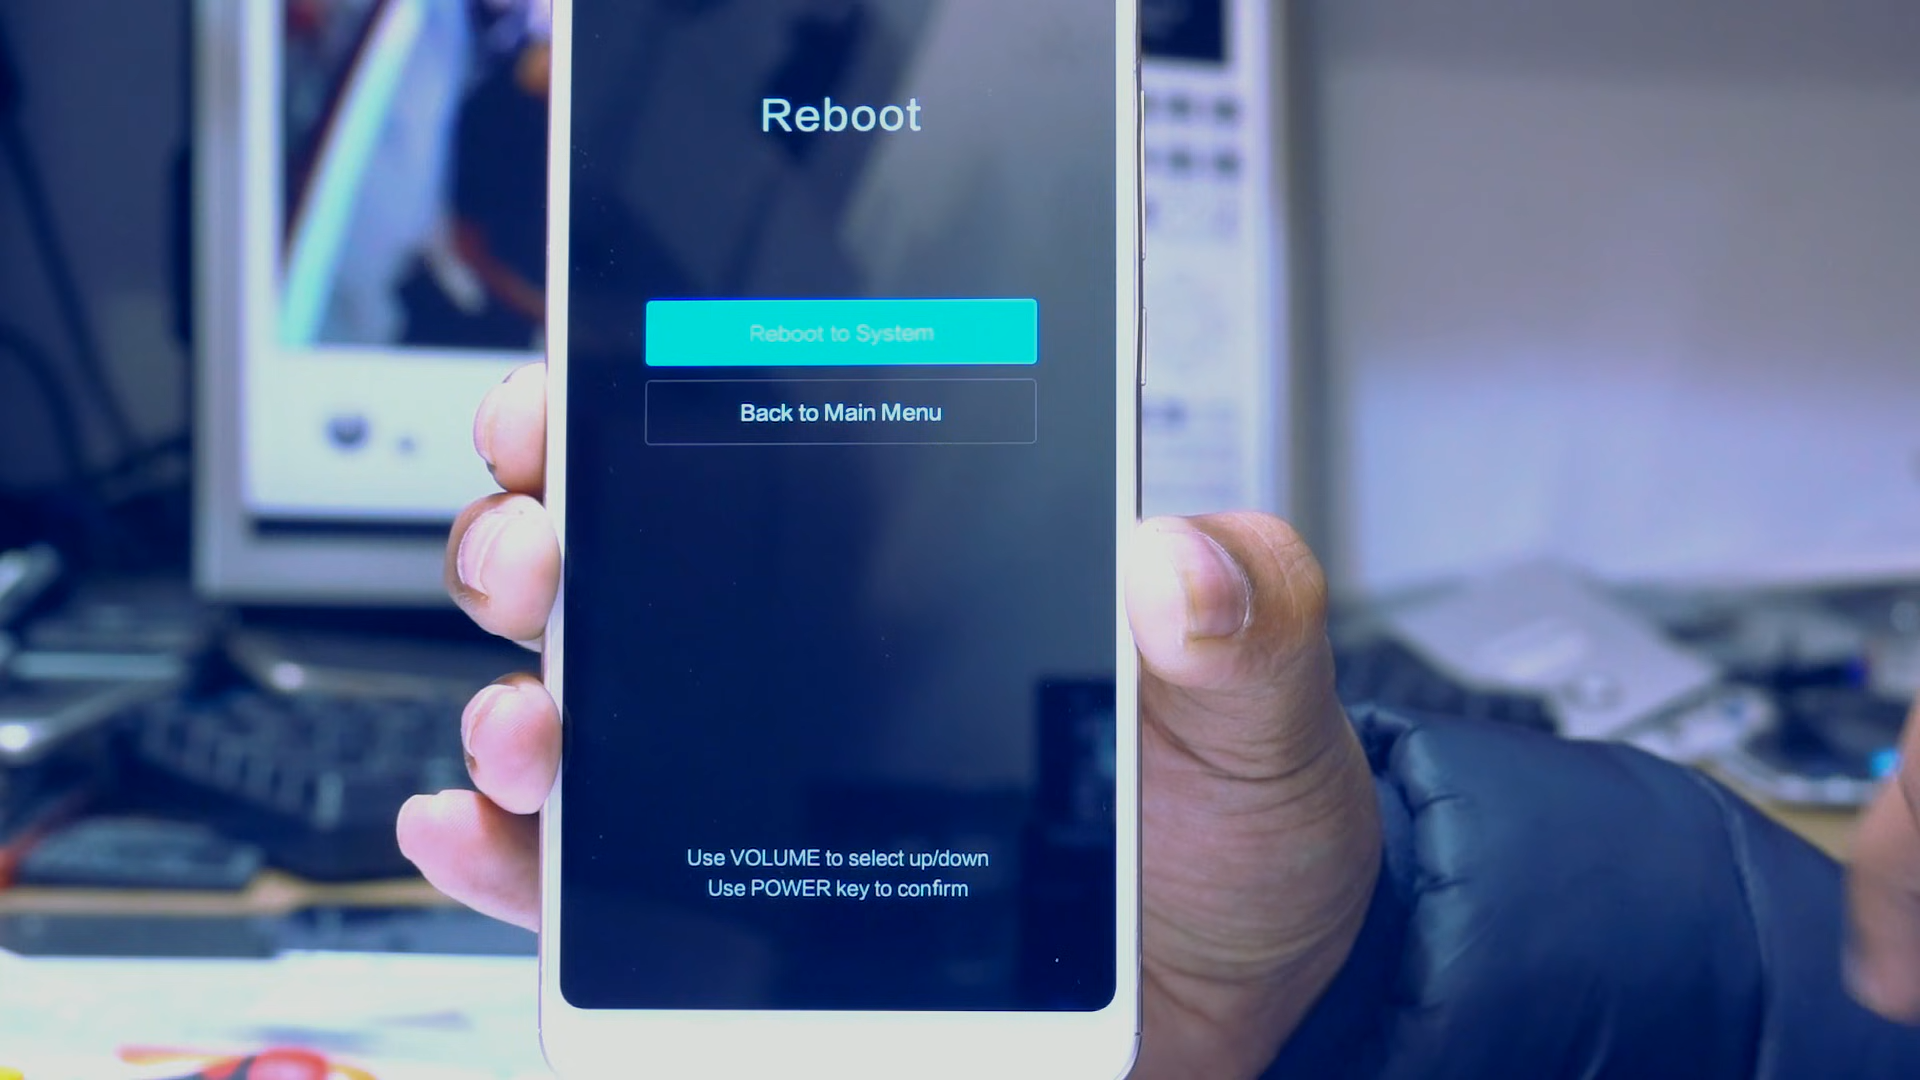 Reboot
Reboot to System
Back to Main Menu
Use VOLUME to select up/down
Use POWER key to confirm